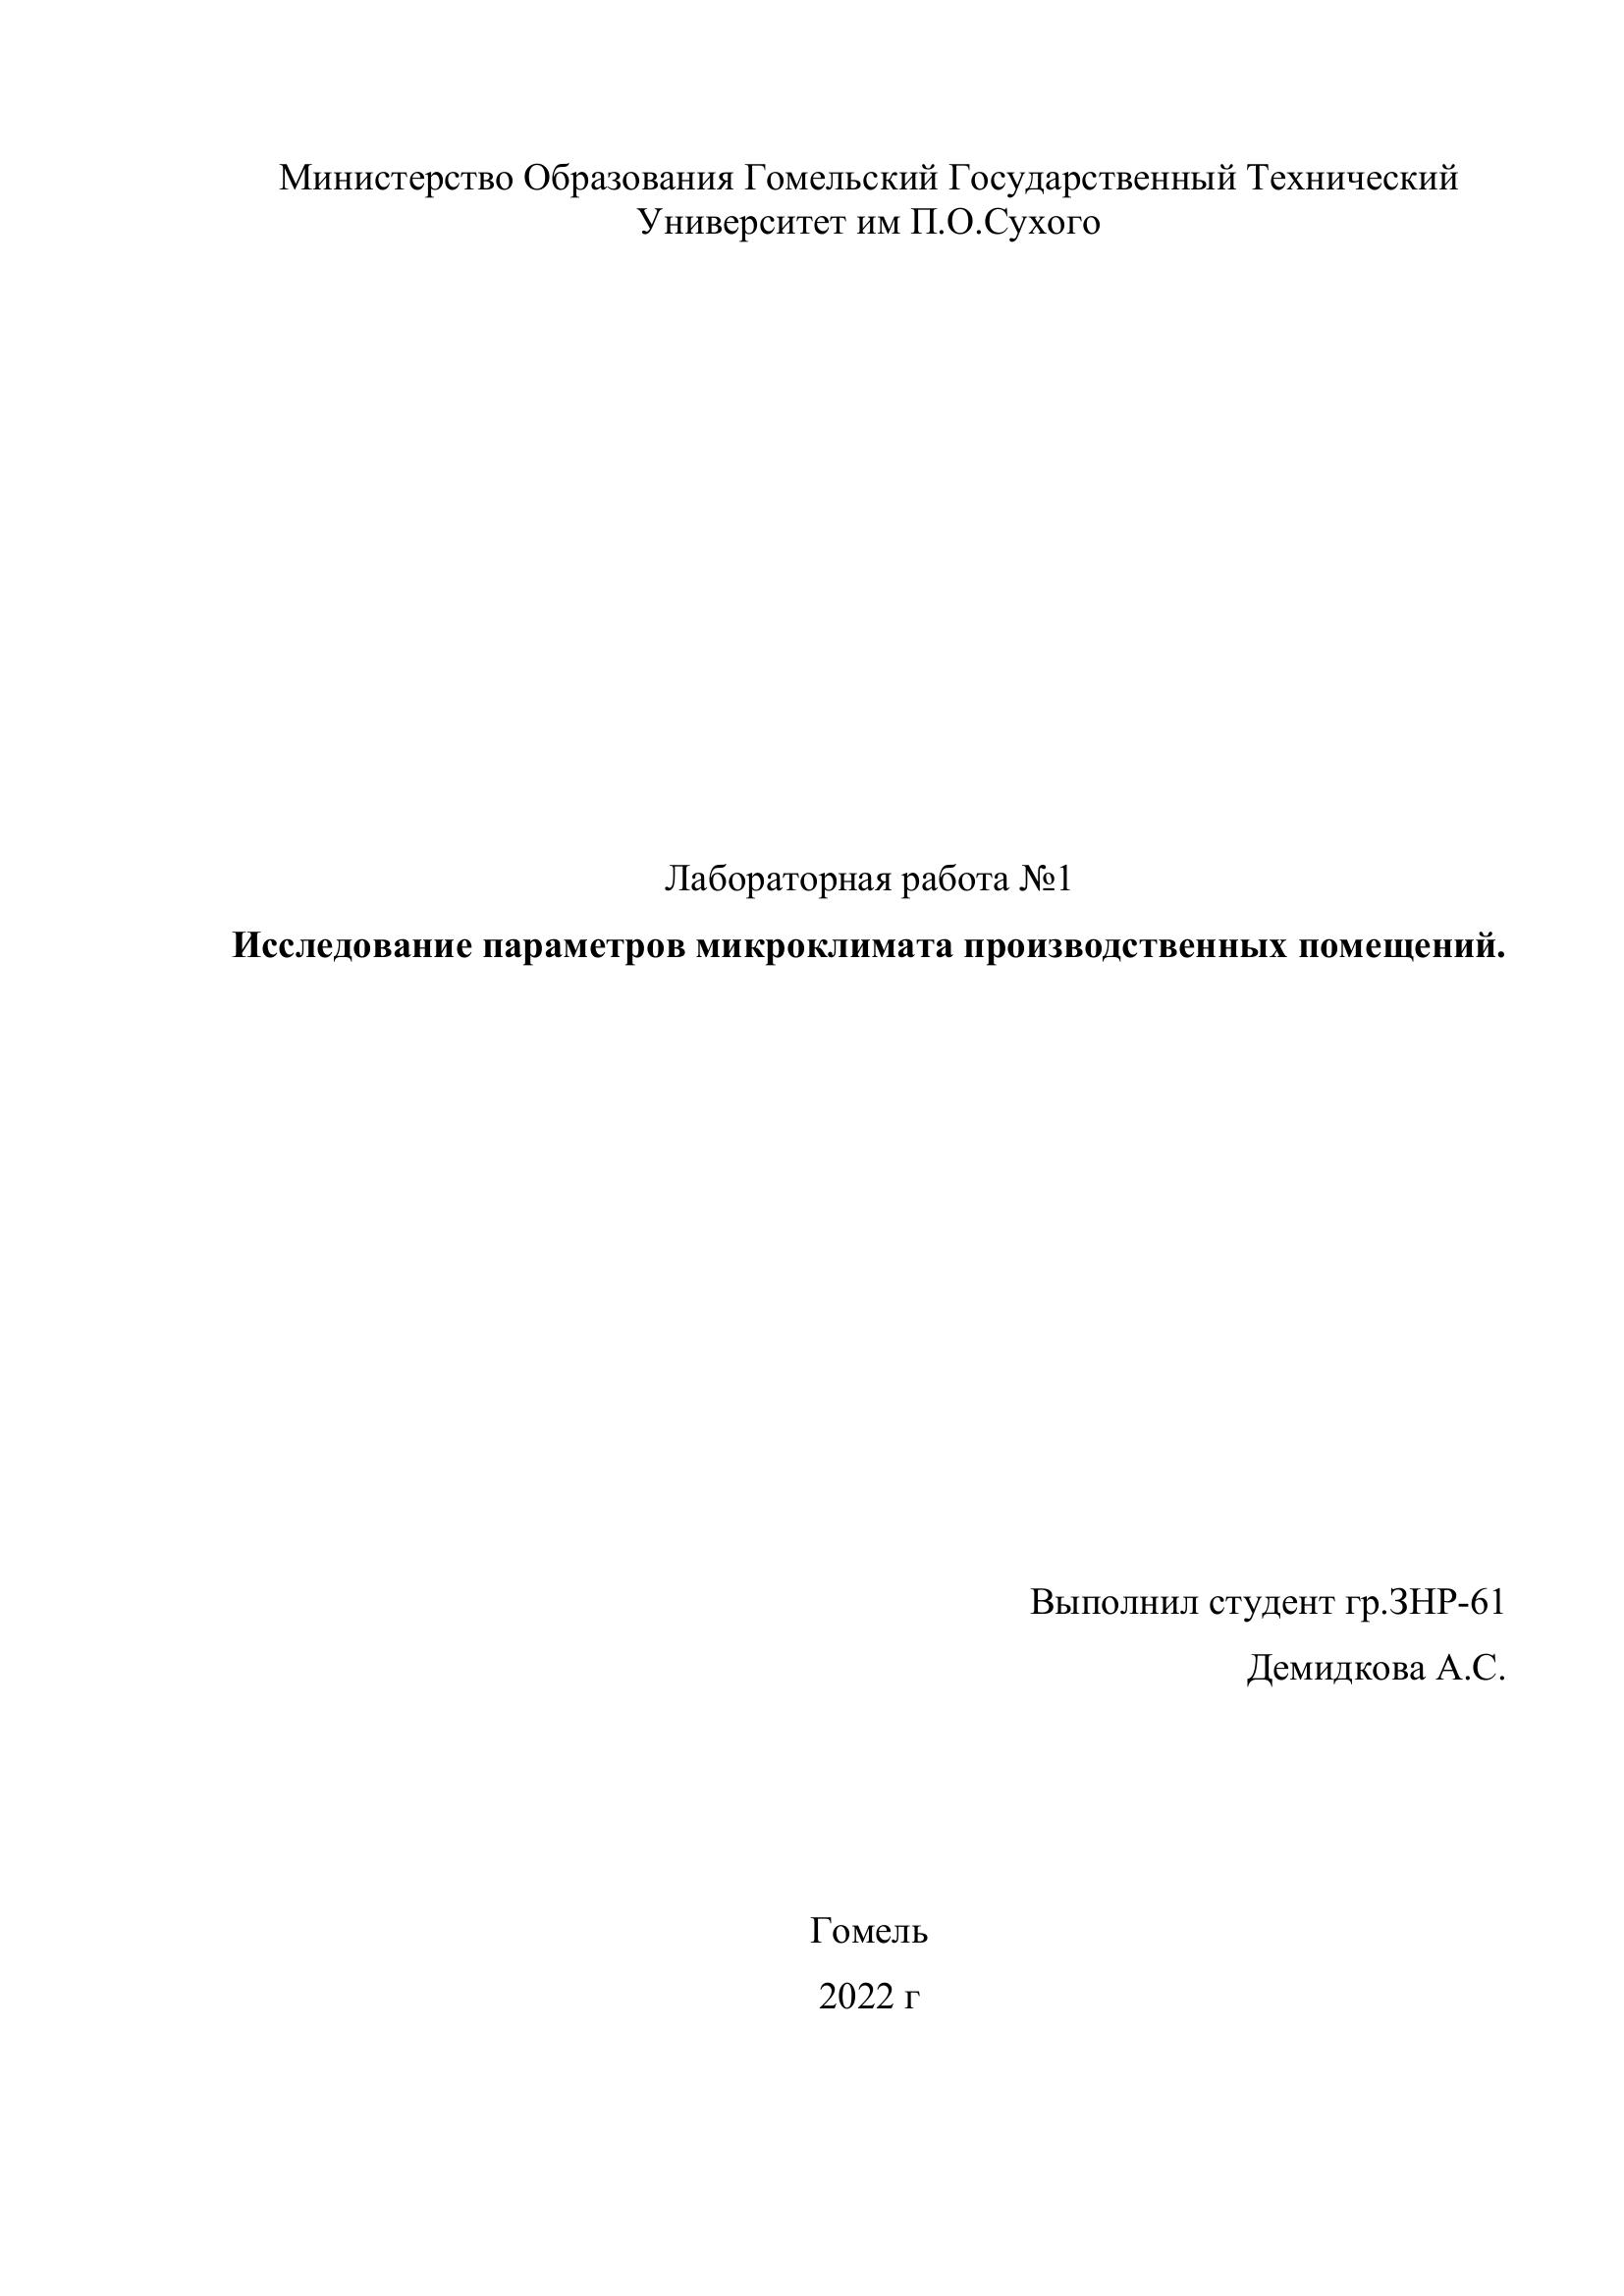 Министерство Образования Гомельский Государственный Технический
Университет им П.О.Сухого
Лабораторная работа №1
Исследование параметров микроклимата производственных помещений.
Выполнил студент гр.ЗНР-61
Демидкова А.С.
Гомель
2022 г